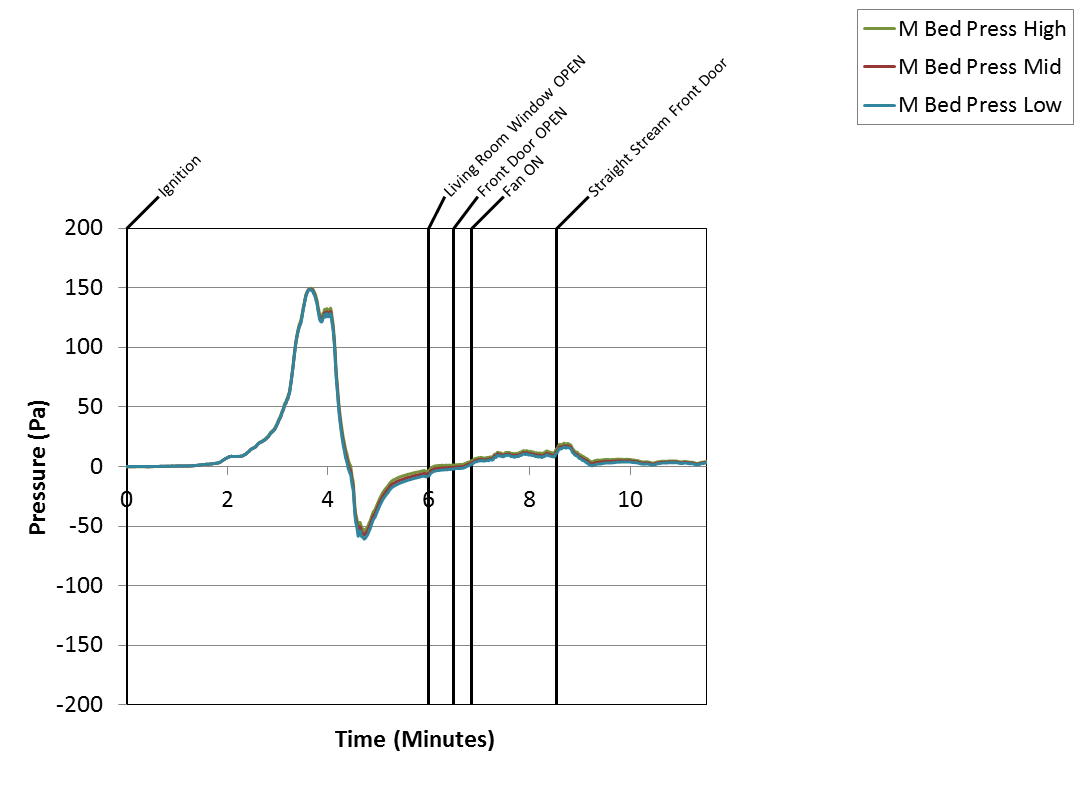 M Bed Press High
M Bed Press Mid
M Bed Press Low
Ignition
Living Room Window OPEN
Front Door OPEN
Fan ON
Straight Stream Front Door
200
150
100
50
0
-50
-100
-150
-200
0 2 4 6 8 10
Pressure (Pa)
Time (Minutes)